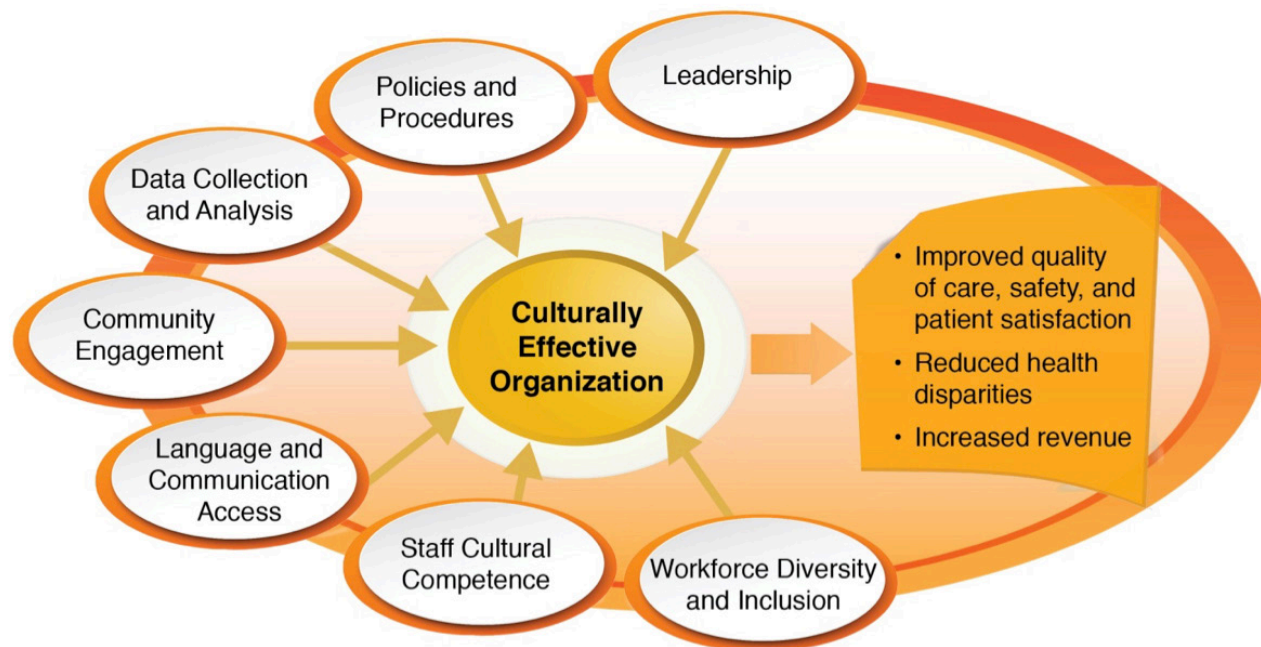 Leadership
Policies and
Procedures
Data Collection
and Analysis
Community
Engagement
Language and
Communication
Access
Staff Cultural
Competence
Workforce Diversity
and Inclusion
Culturally
Effective
Organization
• Improved quality
of care, safety, and
patient satisfaction
• Reduced health
disparities
• Increased revenue